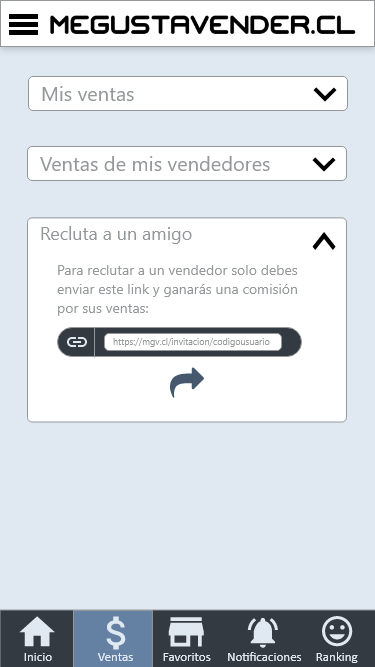 MEGUSTAVENDER.CL
Mis ventas
Ventas de mis vendedores
Recluta a un amigo
Para reclutar a un vendedor solo debes
enviar este link y ganarás una comisión
por sus ventas:
https://mgv.cl/invitacion/codigousuario
Inicio
Ventas
Favoritos
Notificaciones
Ranking